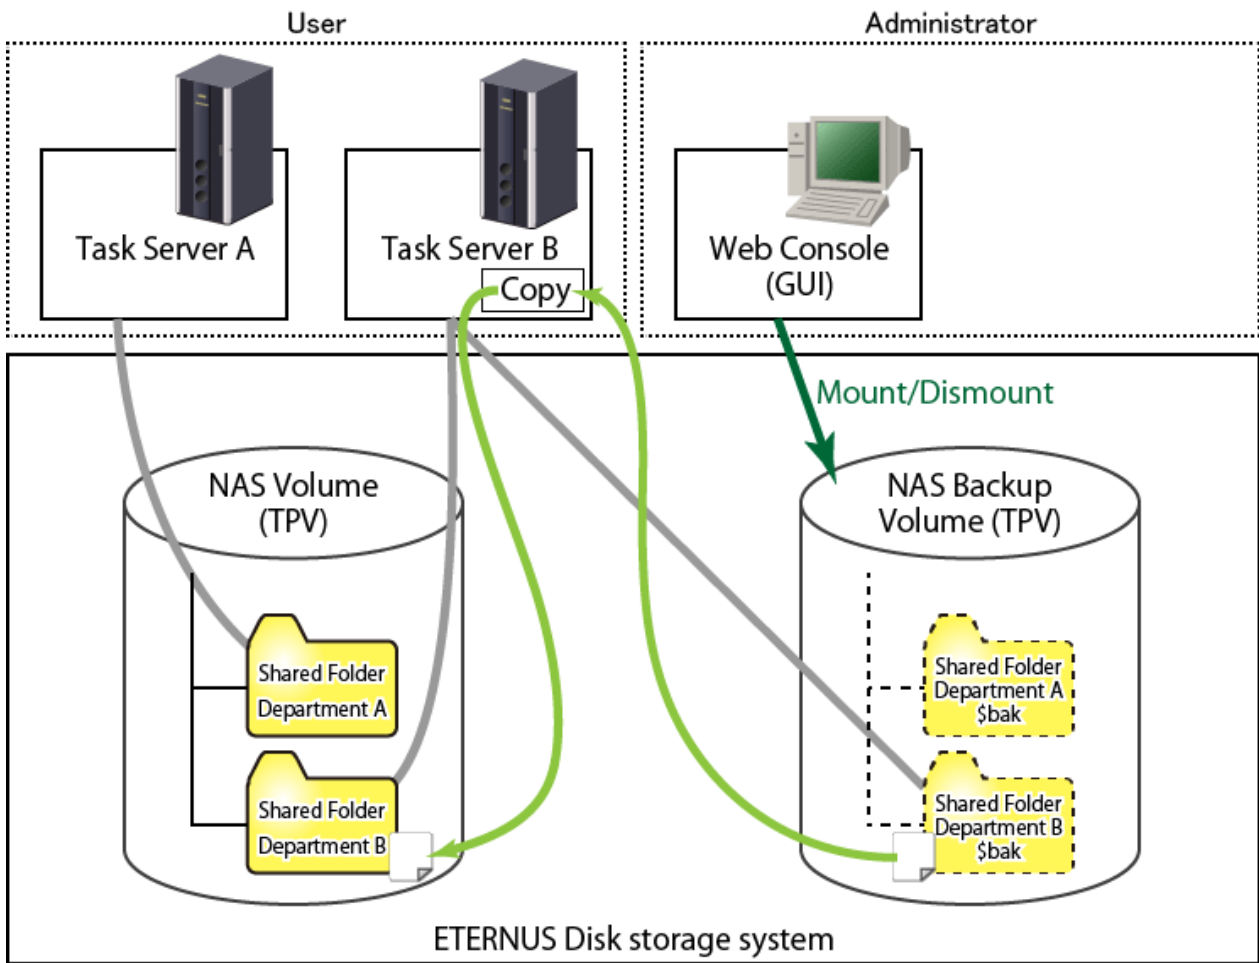 User
Administrator
Task Server A
Task Server B
Copy
Web Console
(GUI)
Mount/Dismount
NAS Volume
(TPV)
NAS Backup
Volume (TPV)
Shared Folder
Department A
Shared Folder
Department B
Shared Folder
Department A
$bak
Shared Folder
Department B
$bak
ETERNUS Disk storage system